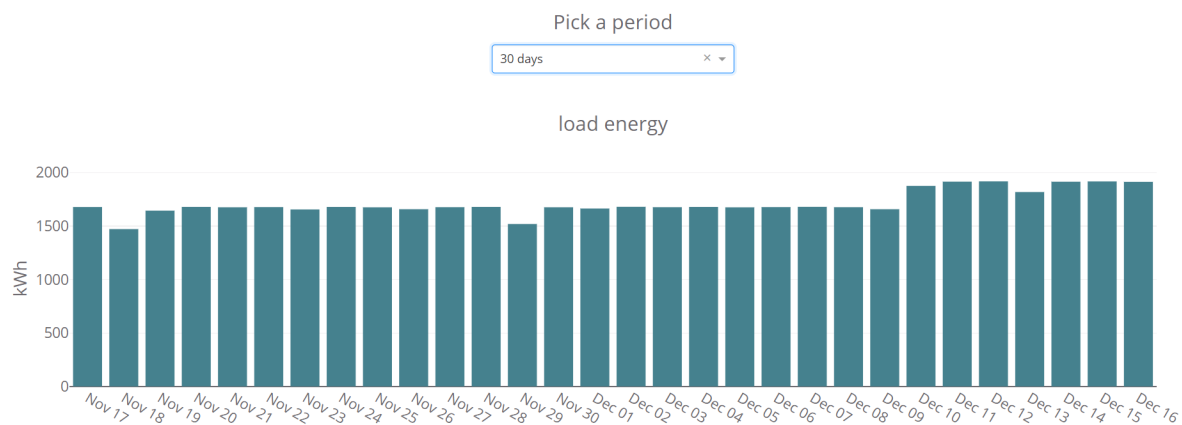 Pick a period
30 days
load energy
kWh
2000
1500
1000
500
0
Nov 17
Nov 18
Nov 19
Nov 20
Nov 21
Nov 22
Nov 23
Nov 24
Nov 25
Nov 26
Nov 27
Nov 28
Nov 29
Nov 30
Dec 01
Dec 02
Dec 03
Dec 04
Dec 05
Dec 06
Dec 07
Dec 08
Dec 09
Dec 10
Dec 11
Dec 12
Dec 13
Dec 14
Dec 15
Dec 16